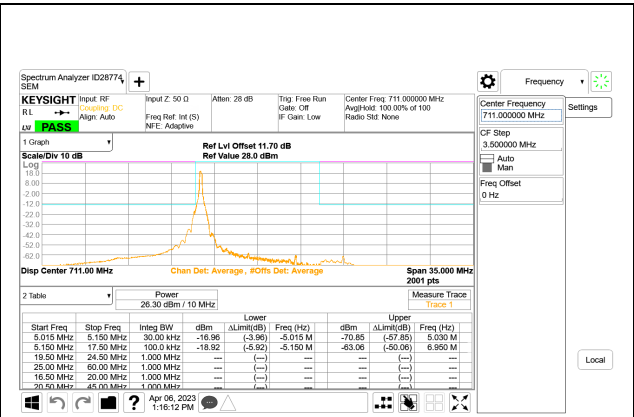 Spectrum Analyzer ID28774
SEM
Frequency
KEYSIGHT
R L
LXI PASS
Input: RF
Coupling: DC
Align: Auto
Input Z: 50 Ω
Freq Ref: Int (S)
NFE: Adaptive
Atten: 28 dB
Trig: Free Run
Gate: Off
IF Gain: Low
Center Freq: 711.000000 MHz
Avg|Hold: 100.00% of 100
Radio Std: None
Center Frequency
711.000000 MHz
Settings
CF Step
3.500000 MHz
Auto
Man
Freq Offset
0 Hz
1 Graph
Scale/Div 10 dB
Ref Lvl Offset 11.70 dB
Ref Value 28.0 dBm
Log
18.0
8.00
-2.00
-12.0
-22.0
-32.0
-42.0
-52.0
-62.0
Disp Center 711.00 MHz
Chan Det: Average , #Offs Det: Average
Span 35.000 MHz
2001 pts
2 Table
Power
26.30 dBm / 10 MHz
Measure Trace
Trace 1
Lower Upper
Start Freq Stop Freq Integ BW dBm ΔLimit(dB) Freq (Hz) dBm ΔLimit(dB) Freq (Hz)
5.015 MHz 5.150 MHz 30.00 kHz -16.96 (-3.96) -5.015 M -70.85 (-57.85) 5.030 M
5.150 MHz 17.50 MHz 100.0 kHz -18.92 (-5.92) -5.150 M -63.06 (-50.06) 6.950 M
19.50 MHz 24.50 MHz 1.000 MHz --- (---) --- --- (---) ---
25.00 MHz 60.00 MHz 1.000 MHz --- (---) --- --- (---) ---
16.50 MHz 20.00 MHz 1.000 MHz --- (---) --- --- (---) ---
20.50 MHz 45.00 MHz 1.000 MHz --- (---) --- --- (---) ---
Local
?
Apr 06, 2023
1:16:12 PM